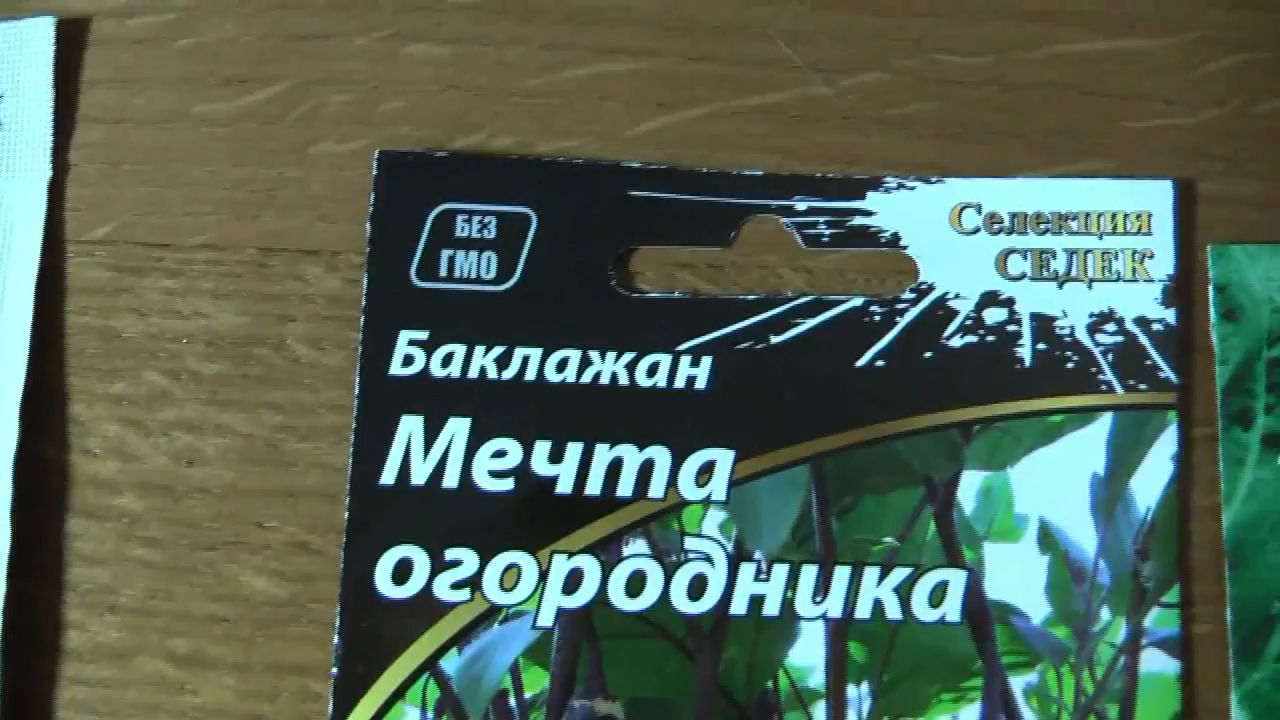 БЕЗ
ГМО
Селекция
СЕДЕК
Баклажан
Мечта
огородника